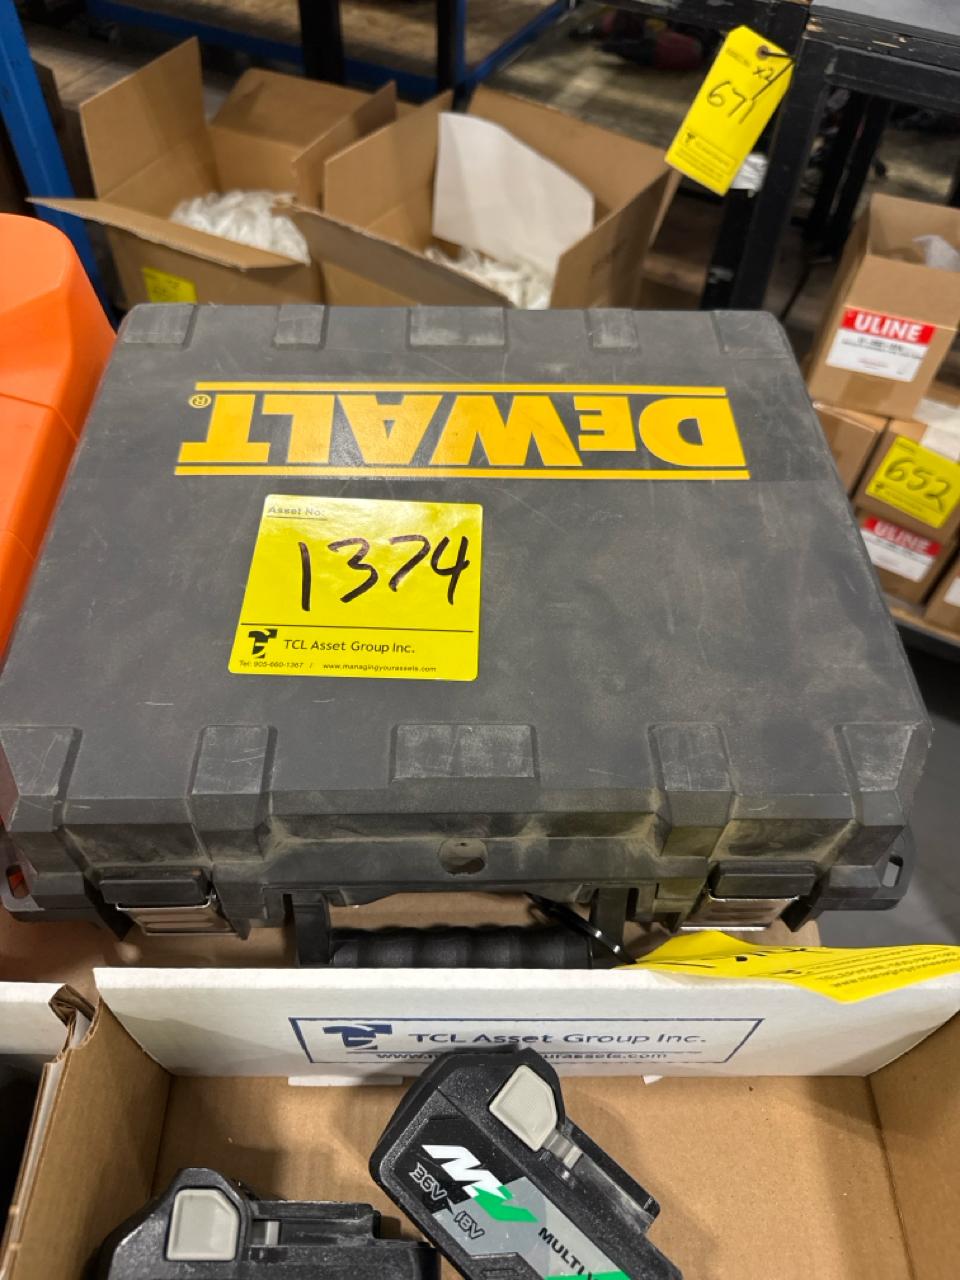 X2
677
DEWALT®
Asset No:
1374
TCL Asset Group Inc.
Tel: 905-660-1367 / www.managingyourassets.com
ULINE
652
ULINE
TCL Asset Group Inc.
36V
18V
MULTI